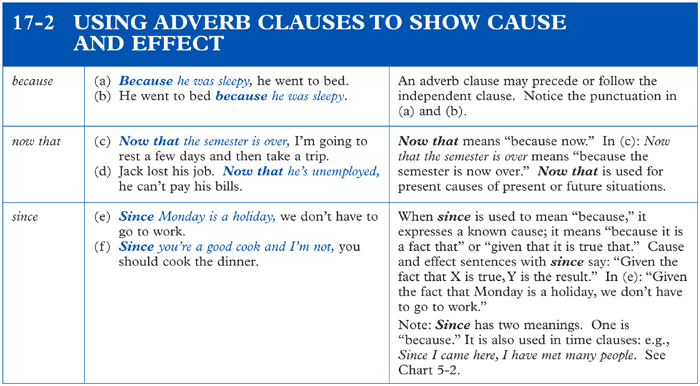 17-2 USING ADVERB CLAUSES TO SHOW CAUSE
AND EFFECT
because
(a) Because he was sleepy, he went to bed.
(b) He went to bed because he was sleepy.
An adverb clause may precede or follow the
independent clause. Notice the punctuation in
(a) and (b).
now that
(c) Now that the semester is over, I'm going to
rest a few days and then take a trip.
(d) Jack lost his job. Now that he's unemployed,
he can't pay his bills.
Now that means "because now." In (c): Now
that the semester is over means "because the
semester is now over." Now that is used for
present causes of present or future situations.
since
(e) Since Monday is a holiday, we don't have to
go to work.
(f) Since you're a good cook and I'm not, you
should cook the dinner.
When since is used to mean "because," it
expresses a known cause; it means "because it is
a fact that" or "given that it is true that." Cause
and effect sentences with since say: "Given the
fact that X is true, Y is the result." In (e): "Given
the fact that Monday is a holiday, we don't have
to go to work."
Note: Since has two meanings. One is
"because." It is also used in time clauses: e.g.,
Since I came here, I have met many people. See
Chart 5-2.